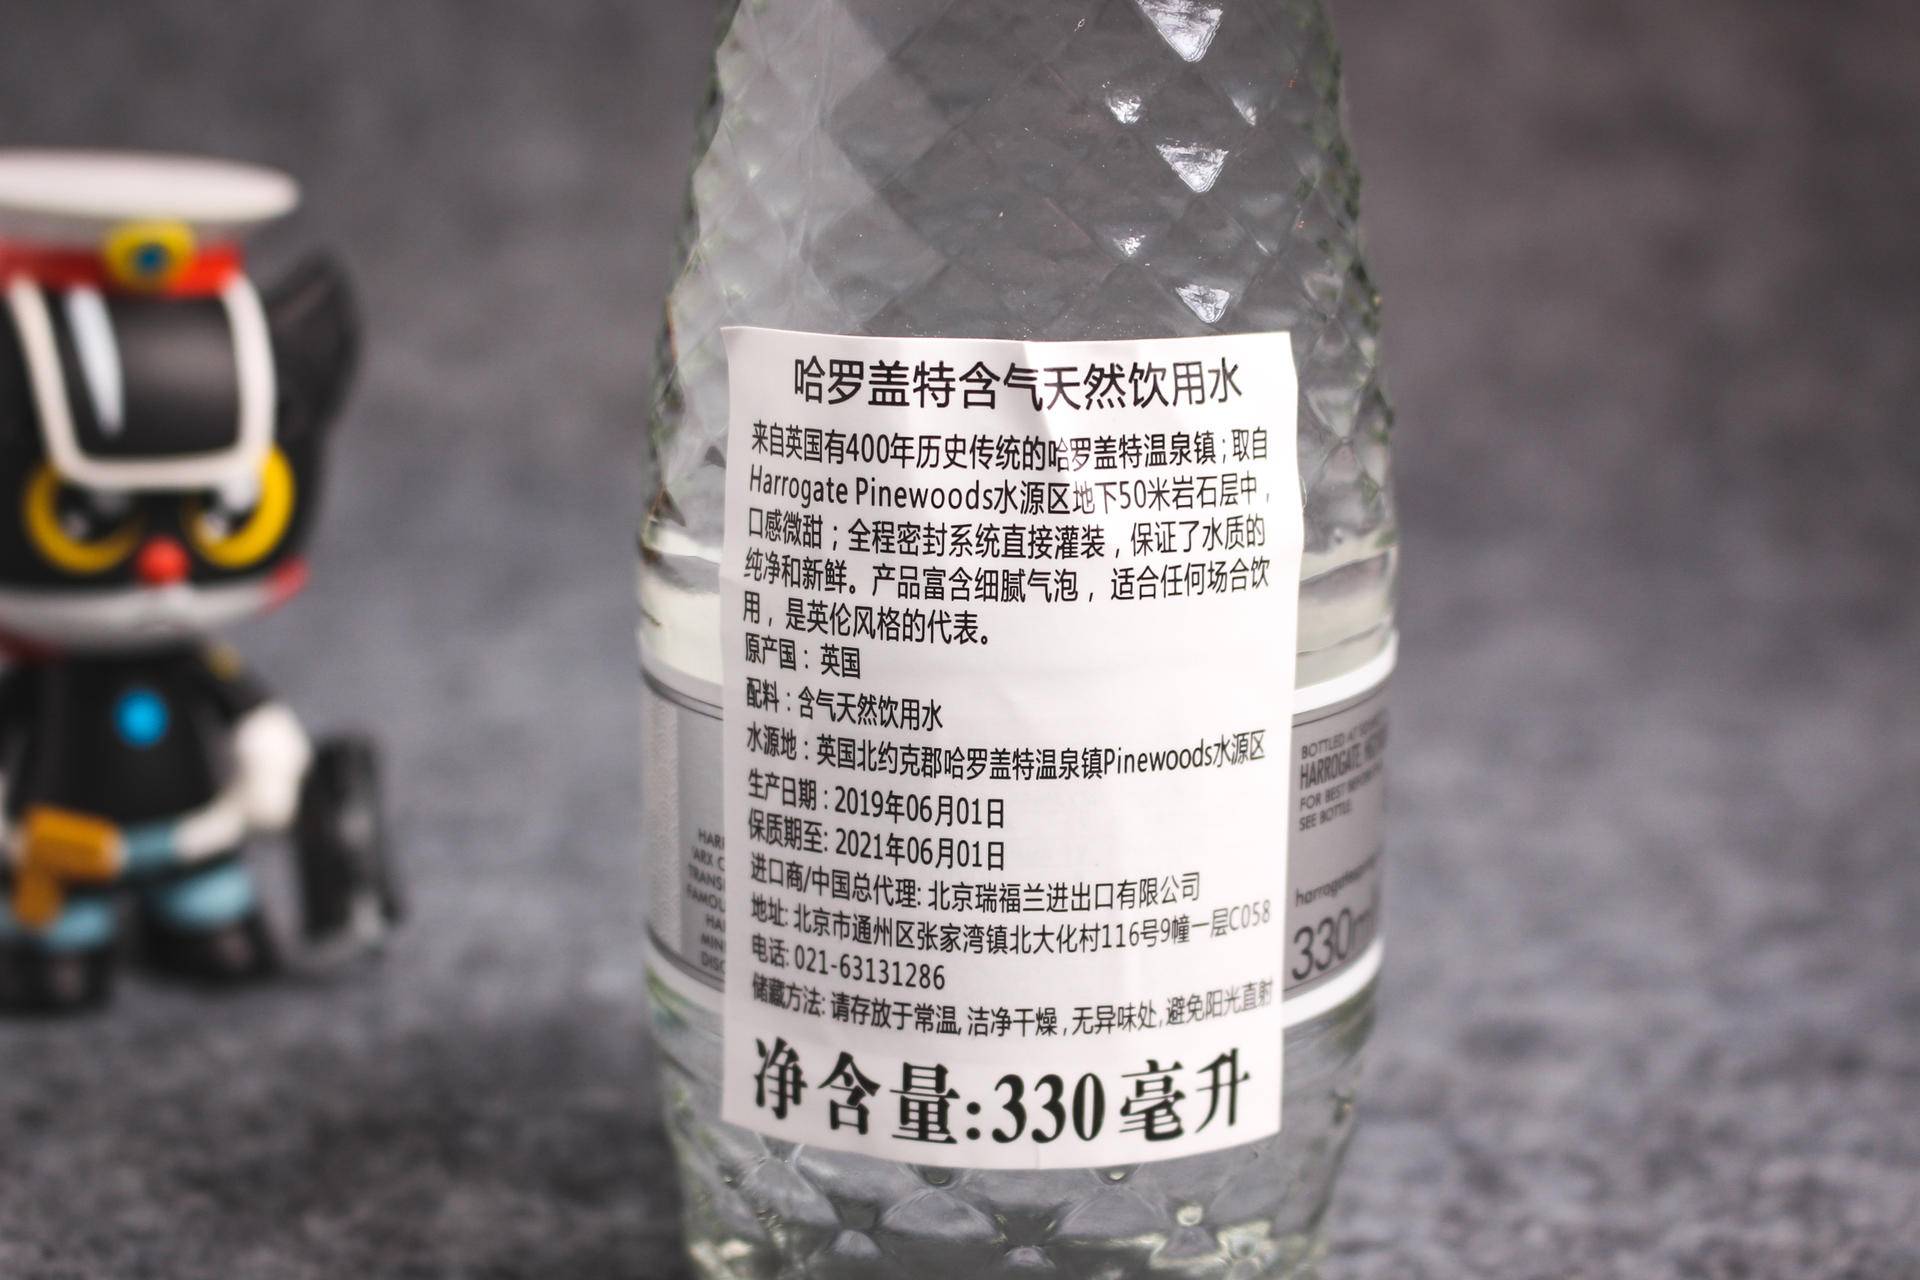 哈罗盖特含气天然饮用水
来自英国有400年历史传统的哈罗盖特温泉镇；取自
Harrogate Pinewoods水源区地下50米岩石层中，
口感微甜；全程密封系统直接灌装，保证了水质的
纯净和新鲜。产品富含细腻气泡，适合任何场合饮
用，是英伦风格的代表。
原产国：英国
配料：含气天然饮用水
水源地：英国北约克郡哈罗盖特温泉镇Pinewoods水源区
生产日期：2019年06月01日
保质期至: 2021年06月01日
进口商/中国总代理: 北京瑞福兰进出口有限公司
地址: 北京市通州区张家湾镇北大化村116号9幢一层C058
电话: 021-63131286
储藏方法: 请存放于常温, 洁净干燥, 无异味处, 避免阳光直射
净含量:330毫升
BOTTLED AT
HARROGATE,
FOR BEST
SEE BOTTLE.
330m